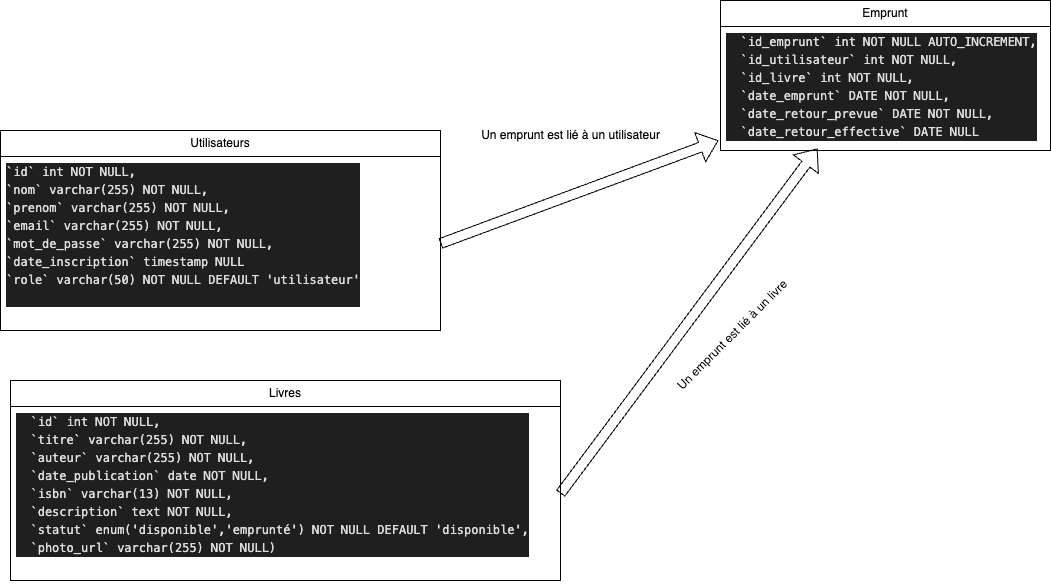 Emprunt
`id_emprunt` int NOT NULL AUTO_INCREMENT,
`id_utilisateur` int NOT NULL,
`id_livre` int NOT NULL,
`date_emprunt` DATE NOT NULL,
`date_retour_prevue` DATE NOT NULL,
`date_retour_effective` DATE NULL
Un emprunt est lié à un utilisateur
Utilisateurs
`id` int NOT NULL,
`nom` varchar(255) NOT NULL,
`prenom` varchar(255) NOT NULL,
`email` varchar(255) NOT NULL,
`mot_de_passe` varchar(255) NOT NULL,
`date_inscription` timestamp NULL
`role` varchar(50) NOT NULL DEFAULT 'utilisateur'
Un emprunt est lié à un livre
Livres
`id` int NOT NULL,
`titre` varchar(255) NOT NULL,
`auteur` varchar(255) NOT NULL,
`date_publication` date NOT NULL,
`isbn` varchar(13) NOT NULL,
`description` text NOT NULL,
`statut` enum('disponible','emprunté') NOT NULL DEFAULT 'disponible',
`photo_url` varchar(255) NOT NULL)